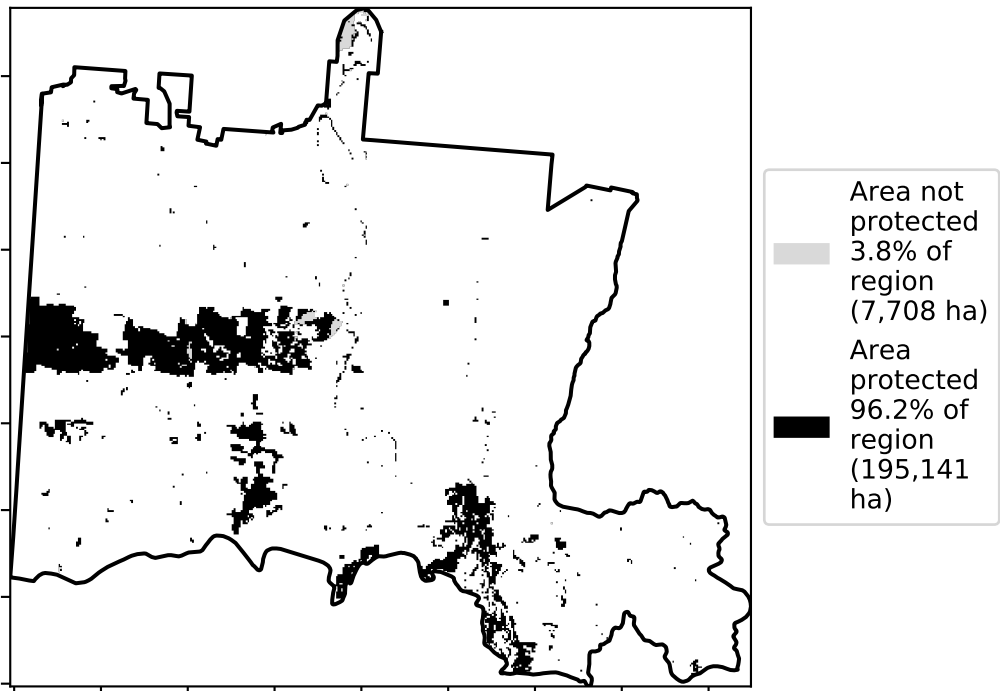 Area not
protected
3.8% of
region
(7,708 ha)
Area
protected
96.2% of
region
(195,141
ha)